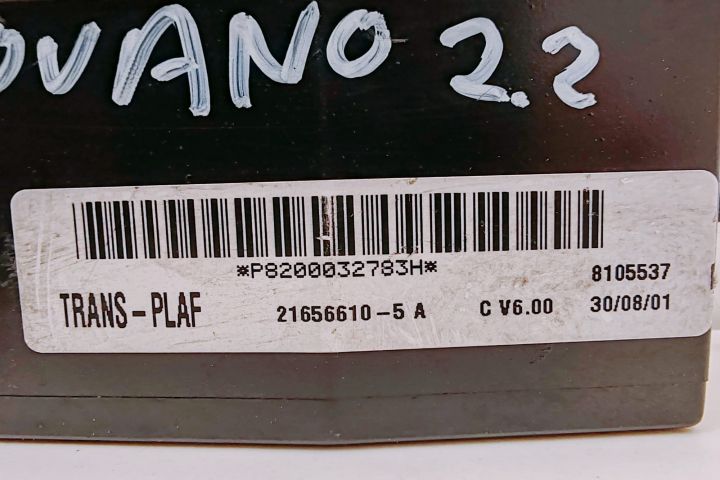 OVANO 2.2
*P8200032783H*
8105537
TRANS-PLAF 21656610-5 A C V6.00 30/08/01